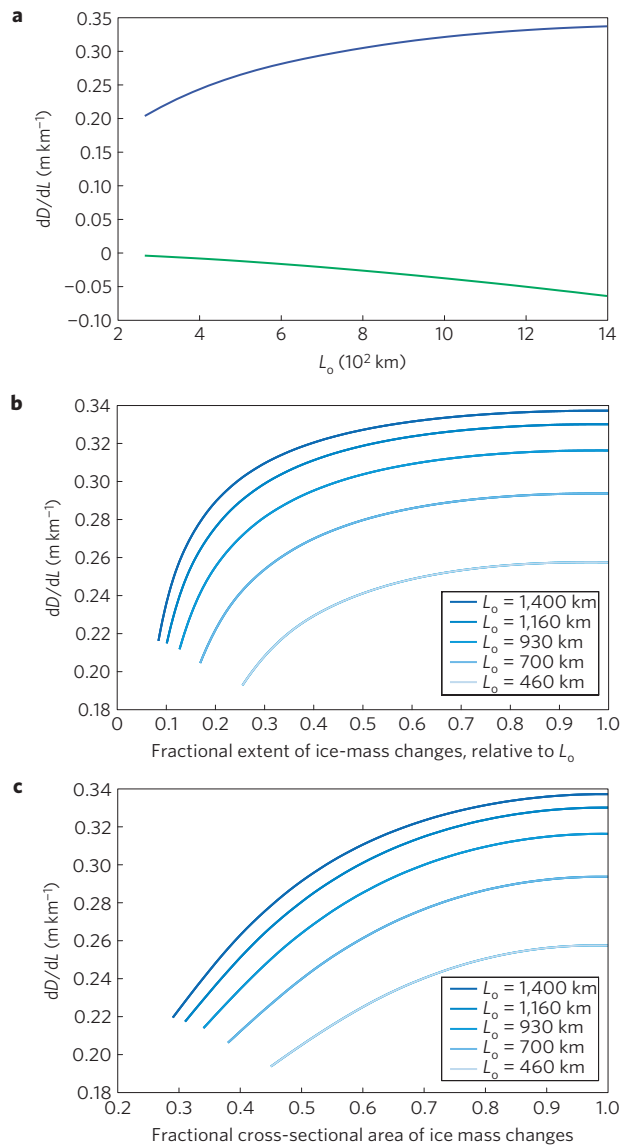 a
0.35
0.30
0.25
0.20
0.15
0.10
0.05
0
−0.05
−0.10
dD/dL (m km⁻¹)
2 4 6 8 10 12 14
Lₒ (10² km)
b
0.34
0.32
0.30
0.28
0.26
0.24
0.22
0.20
0.18
dD/dL (m km⁻¹)
Lₒ = 1,400 km
Lₒ = 1,160 km
Lₒ = 930 km
Lₒ = 700 km
Lₒ = 460 km
0 0.1 0.2 0.3 0.4 0.5 0.6 0.7 0.8 0.9 1.0
Fractional extent of ice-mass changes, relative to Lₒ
c
0.34
0.32
0.30
0.28
0.26
0.24
0.22
0.20
0.18
dD/dL (m km⁻¹)
Lₒ = 1,400 km
Lₒ = 1,160 km
Lₒ = 930 km
Lₒ = 700 km
Lₒ = 460 km
0.2 0.3 0.4 0.5 0.6 0.7 0.8 0.9 1.0
Fractional cross-sectional area of ice mass changes